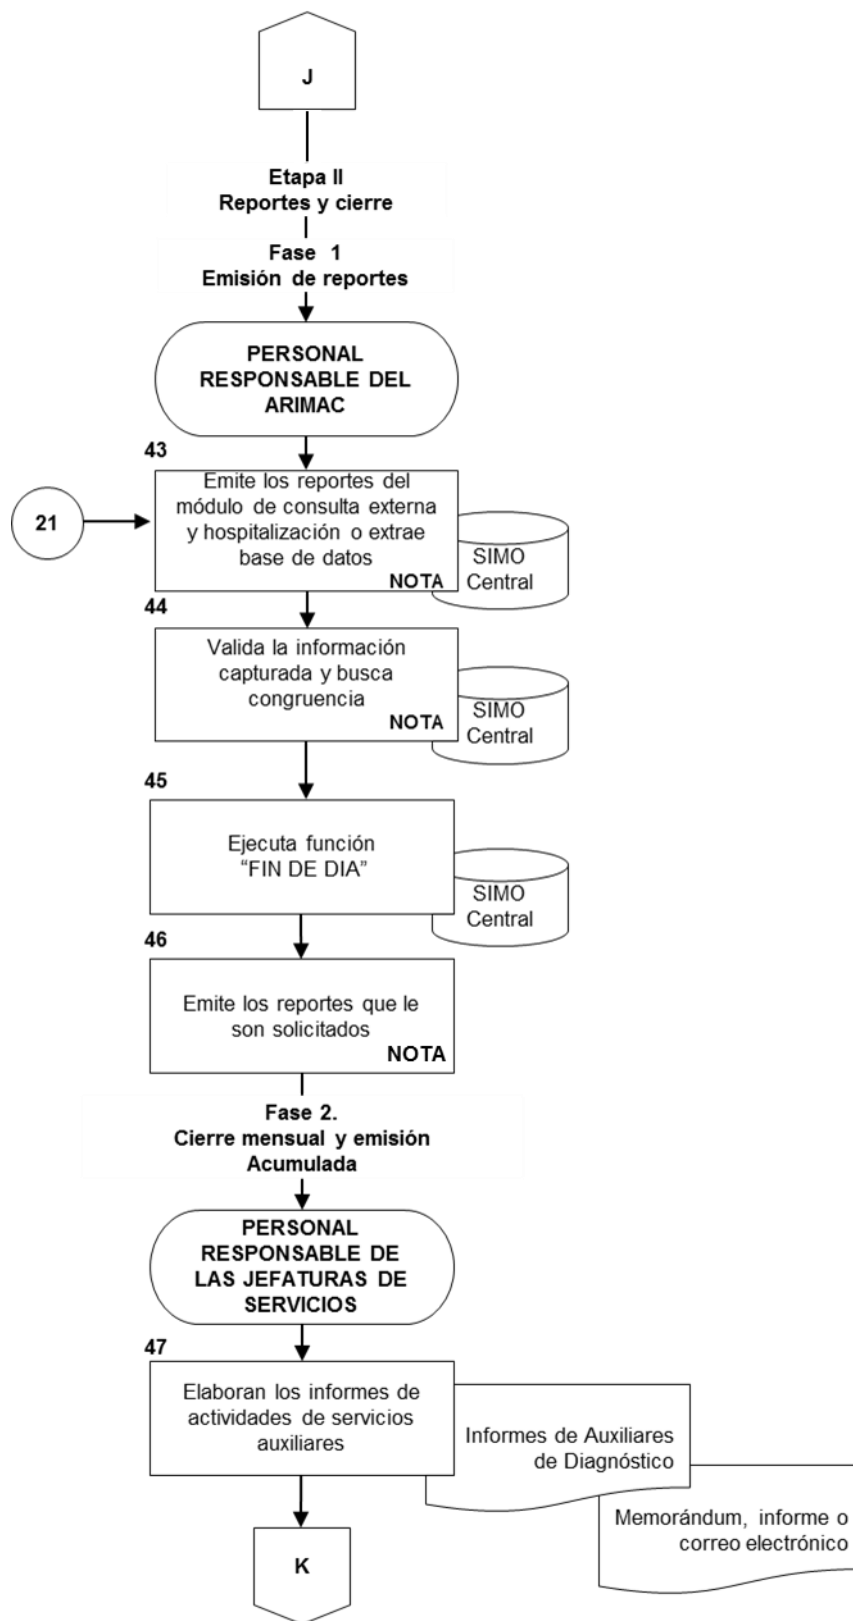 J
Etapa II
Reportes y cierre
Fase 1
Emisión de reportes
PERSONAL
RESPONSABLE DEL
ARIMAC
43
Emite los reportes del
módulo de consulta externa
y hospitalización o extrae
base de datos
NOTA
21
SIMO
Central
44
Valida la información
capturada y busca
congruencia
NOTA
SIMO
Central
45
Ejecuta función
“FIN DE DIA”
SIMO
Central
46
Emite los reportes que le
son solicitados
NOTA
Fase 2.
Cierre mensual y emisión
Acumulada
PERSONAL
RESPONSABLE DE
LAS JEFATURAS DE
SERVICIOS
47
Elaboran los informes de
actividades de servicios
auxiliares
Informes de Auxiliares
de Diagnóstico
Memorándum, informe o
correo electrónico
K